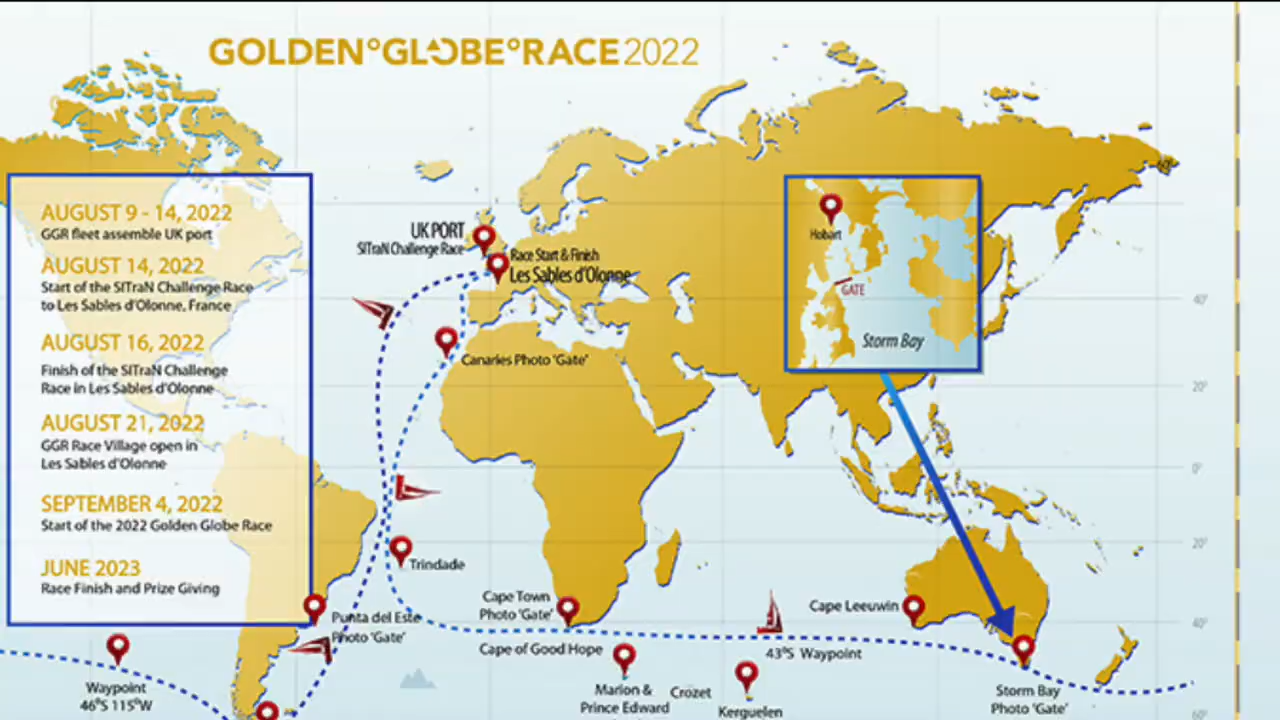 GOLDEN°GLOBE°RACE 2022
AUGUST 9 - 14, 2022
GGR fleet assemble UK port
AUGUST 14, 2022
Start of the SITraN Challenge Race
to Les Sables d'Olonne, France
AUGUST 16, 2022
Finish of the SITraN Challenge
Race in Les Sables d'Olonne
AUGUST 21, 2022
GGR Race Village open in
Les Sables d'Olonne
SEPTEMBER 4, 2022
Start of the 2022 Golden Globe Race
JUNE 2023
Race Finish and Prize Giving
UK PORT
SITraN Challenge Race
Race Start & Finish
Les Sables d'Olonne
Canaries Photo 'Gate'
Hobart
GATE
Storm Bay
60°
40°
20°
0°
20°
40°
60°
Trindade
Cape Town
Photo 'Gate'
Cape Leeuwin
Punta del Este
Photo 'Gate'
Cape of Good Hope
43°S Waypoint
Waypoint
46°S 115°W
Marion &
Prince Edward
Crozet
Kerguelen
Storm Bay
Photo 'Gate'